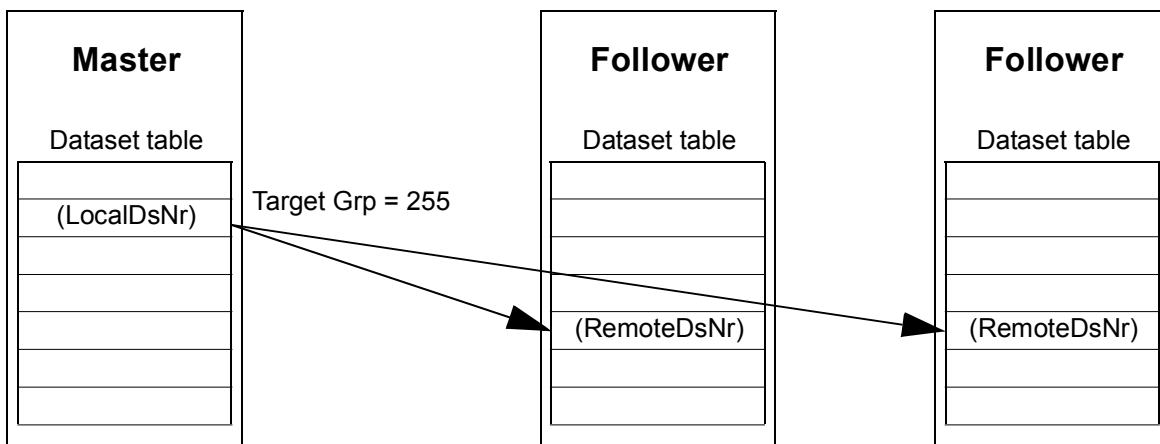 Master
Dataset table
(LocalDsNr)
Target Grp = 255
Follower
Dataset table
(RemoteDsNr)
Follower
Dataset table
(RemoteDsNr)